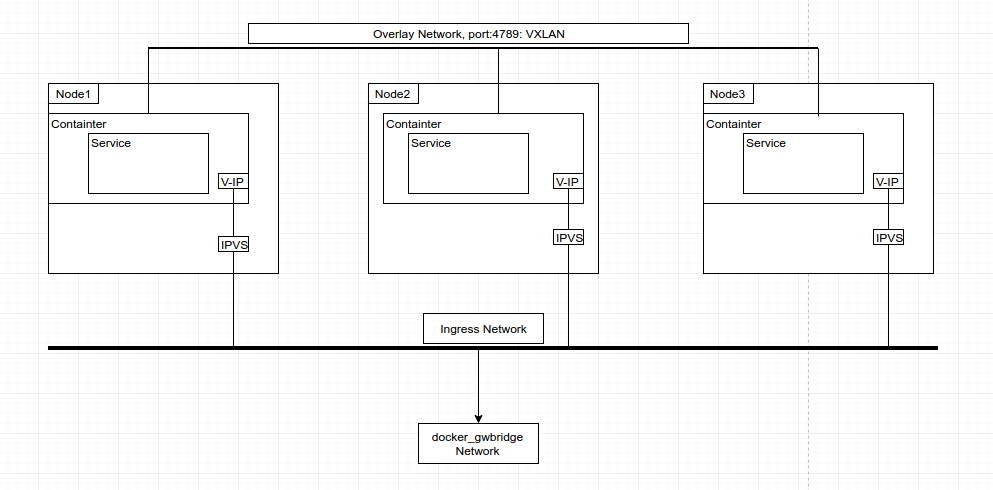 Overlay Network, port:4789: VXLAN
Node1
Node2
Node3
Containter
Containter
Containter
Service
Service
Service
V-IP
V-IP
V-IP
IPVS
IPVS
IPVS
Ingress Network
docker_gwbridge
Network